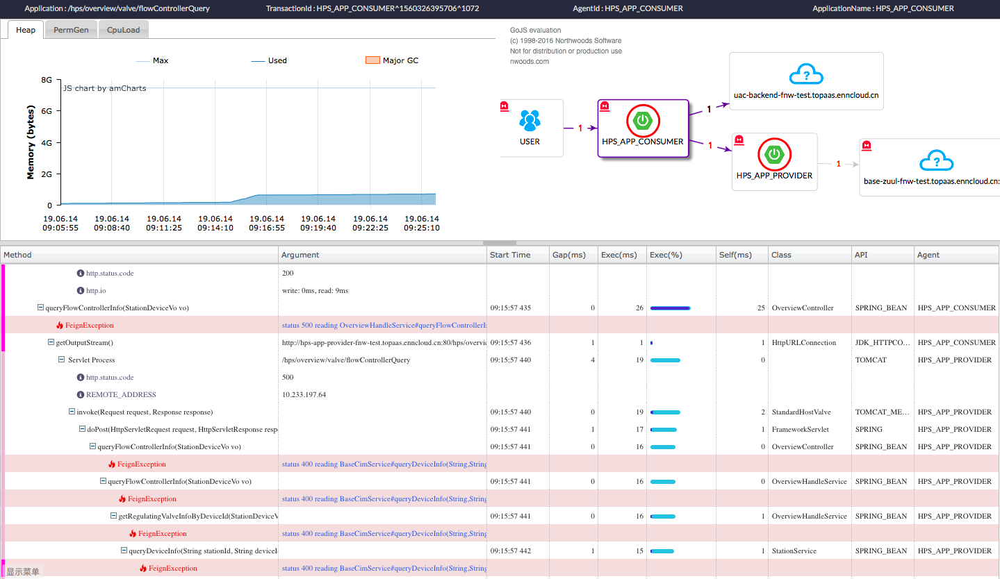 Application : /hps/overview/valve/flowControllerQuery TransactionId : HPS_APP_CONSUMER^1560326395706^1072 AgentId : HPS_APP_CONSUMER ApplicationName : HPS_APP_CONSUMER
Heap PermGen CpuLoad
Max Used Major GC
JS chart by amCharts
Memory (bytes)
8G
6G
4G
2G
0
19.06.14 19.06.14 19.06.14 19.06.14 19.06.14 19.06.14 19.06.14 19.06.14
09:05:55 09:08:40 09:11:25 09:14:10 09:16:55 09:19:40 09:22:25 09:25:10
GoJS evaluation
(c) 1998-2016 Northwoods Software
Not for distribution or production use
nwoods.com
USER
1
HPS_APP_CONSUMER
1
uac-backend-fnw-test.topaas.enncloud.cn
1
HPS_APP_PROVIDER
1
base-zuul-fnw-test.topaas.enncloud.cn:
Method Argument Start Time Gap(ms) Exec(ms) Exec(%) Self(ms) Class API Agent
http.status.code 200
http.io write: 0ms, read: 9ms
queryFlowControllerInfo(StationDeviceVo vo) 09:15:57 435 0 26 25 OverviewController SPRING_BEAN HPS_APP_CONSUMER
FeignException status 500 reading OverviewHandleService#queryFlowControllerI
getOutputStream() http://hps-app-provider-fnw-test.topaas.enncloud.cn:80/hps/overvie 09:15:57 436 1 1 1 HttpURLConnection JDK_HTTPCO... HPS_APP_CONSUMER
Servlet Process /hps/overview/valve/flowControllerQuery 09:15:57 440 4 19 0 TOMCAT HPS_APP_PROVIDER
http.status.code 500
REMOTE_ADDRESS 10.233.197.64
invoke(Request request, Response response) 09:15:57 440 0 19 2 StandardHostValve TOMCAT_ME... HPS_APP_PROVIDER
doPost(HttpServletRequest request, HttpServletResponse resp 09:15:57 441 1 17 1 FrameworkServlet SPRING HPS_APP_PROVIDER
queryFlowControllerInfo(StationDeviceVo vo) 09:15:57 441 0 16 0 OverviewController SPRING_BEAN HPS_APP_PROVIDER
FeignException status 400 reading BaseCimService#queryDeviceInfo(String,String
queryFlowControllerInfo(StationDeviceVo vo) 09:15:57 441 0 16 0 OverviewHandleService SPRING_BEAN HPS_APP_PROVIDER
FeignException status 400 reading BaseCimService#queryDeviceInfo(String,String
getRegulatingValveInfoByDeviceId(StationDeviceV 09:15:57 441 0 16 1 OverviewHandleService SPRING_BEAN HPS_APP_PROVIDER
FeignException status 400 reading BaseCimService#queryDeviceInfo(String,String
queryDeviceInfo(String stationId, String deviceI 09:15:57 442 1 15 1 StationService SPRING_BEAN HPS_APP_PROVIDER
FeignException status 400 reading BaseCimService#queryDeviceInfo(String,String
显示菜单